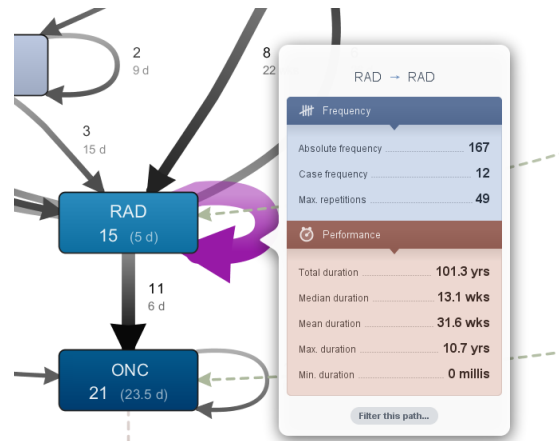 2
9 d
8
22
3
15 d
RAD → RAD
Frequency
Absolute frequency 167
Case frequency 12
Max. repetitions 49
RAD
15 (5 d)
Performance
Total duration 101.3 yrs
Median duration 13.1 wks
Mean duration 31.6 wks
Max. duration 10.7 yrs
Min. duration 0 millis
11
6 d
ONC
21 (23.5 d)
Filter this path...